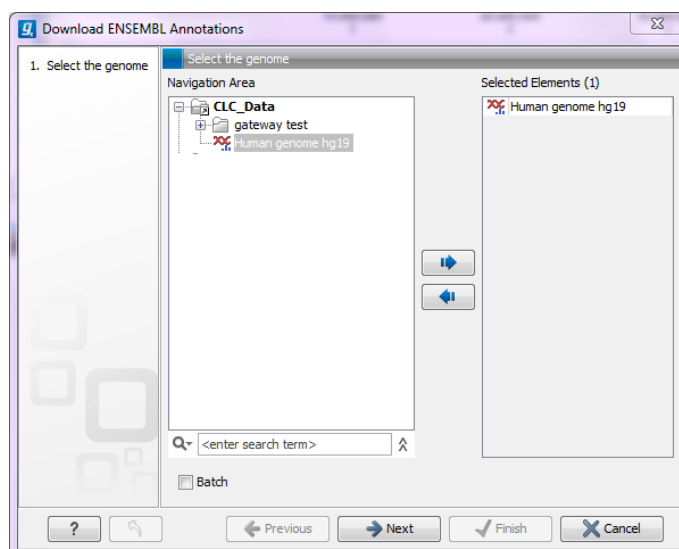 Download ENSEMBL Annotations
1. Select the genome
Select the genome
Navigation Area
Selected Elements (1)
CLC_Data
gateway test
Human genome hg19
Human genome hg19
<enter search term>
Batch
?
Previous
Next
Finish
Cancel